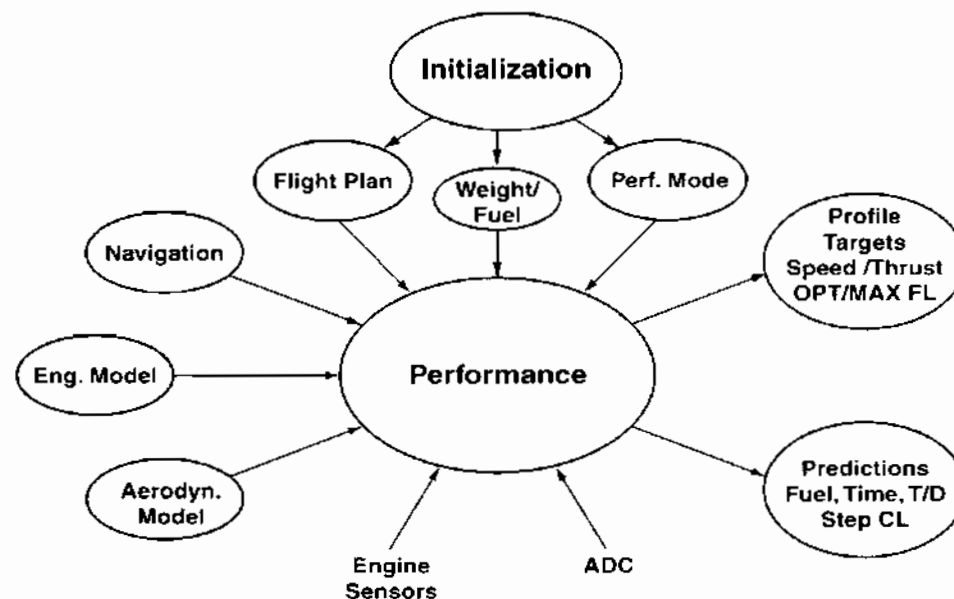 Initialization
Flight Plan
Weight/
Fuel
Perf. Mode
Navigation
Profile
Targets
Speed /Thrust
OPT/MAX FL
Eng. Model
Performance
Aerodyn.
Model
Predictions
Fuel, Time, T/D
Step CL
Engine
Sensors
ADC